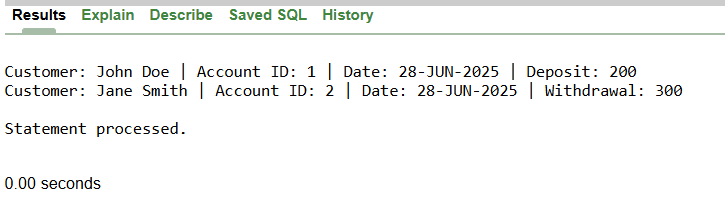 Results Explain Describe Saved SQL History
Customer: John Doe | Account ID: 1 | Date: 28-JUN-2025 | Deposit: 200
Customer: Jane Smith | Account ID: 2 | Date: 28-JUN-2025 | Withdrawal: 300
Statement processed.
0.00 seconds